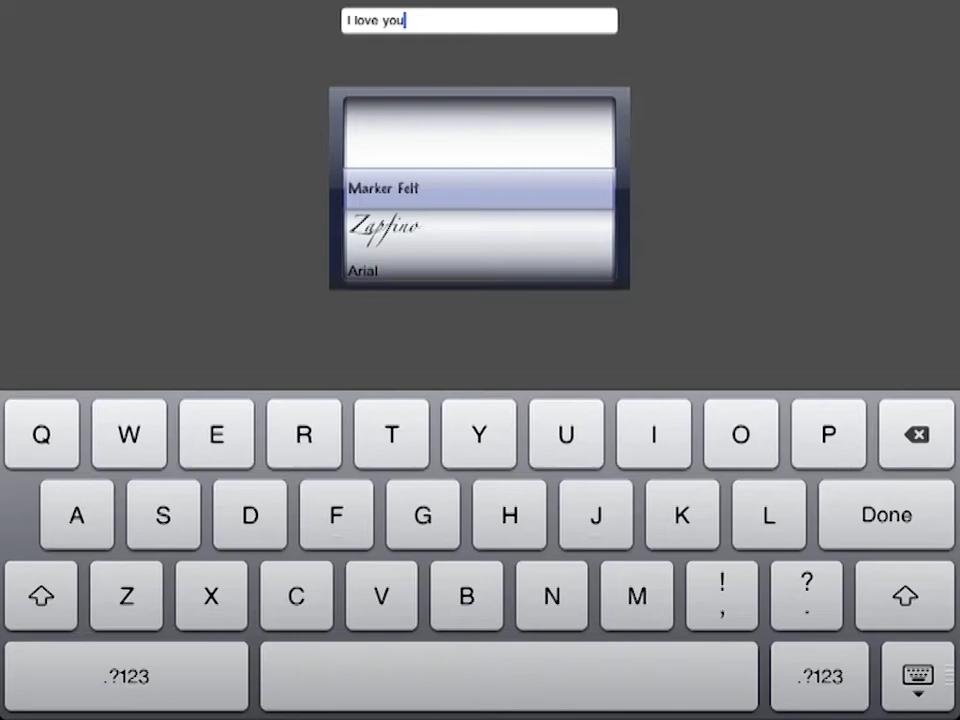 I love you
Marker Felt
Zapfino
Arial
Q W E R T Y U I O P
A S D F G H J K L Done
Z X C V B N M ! , ? .
.?123 .?123